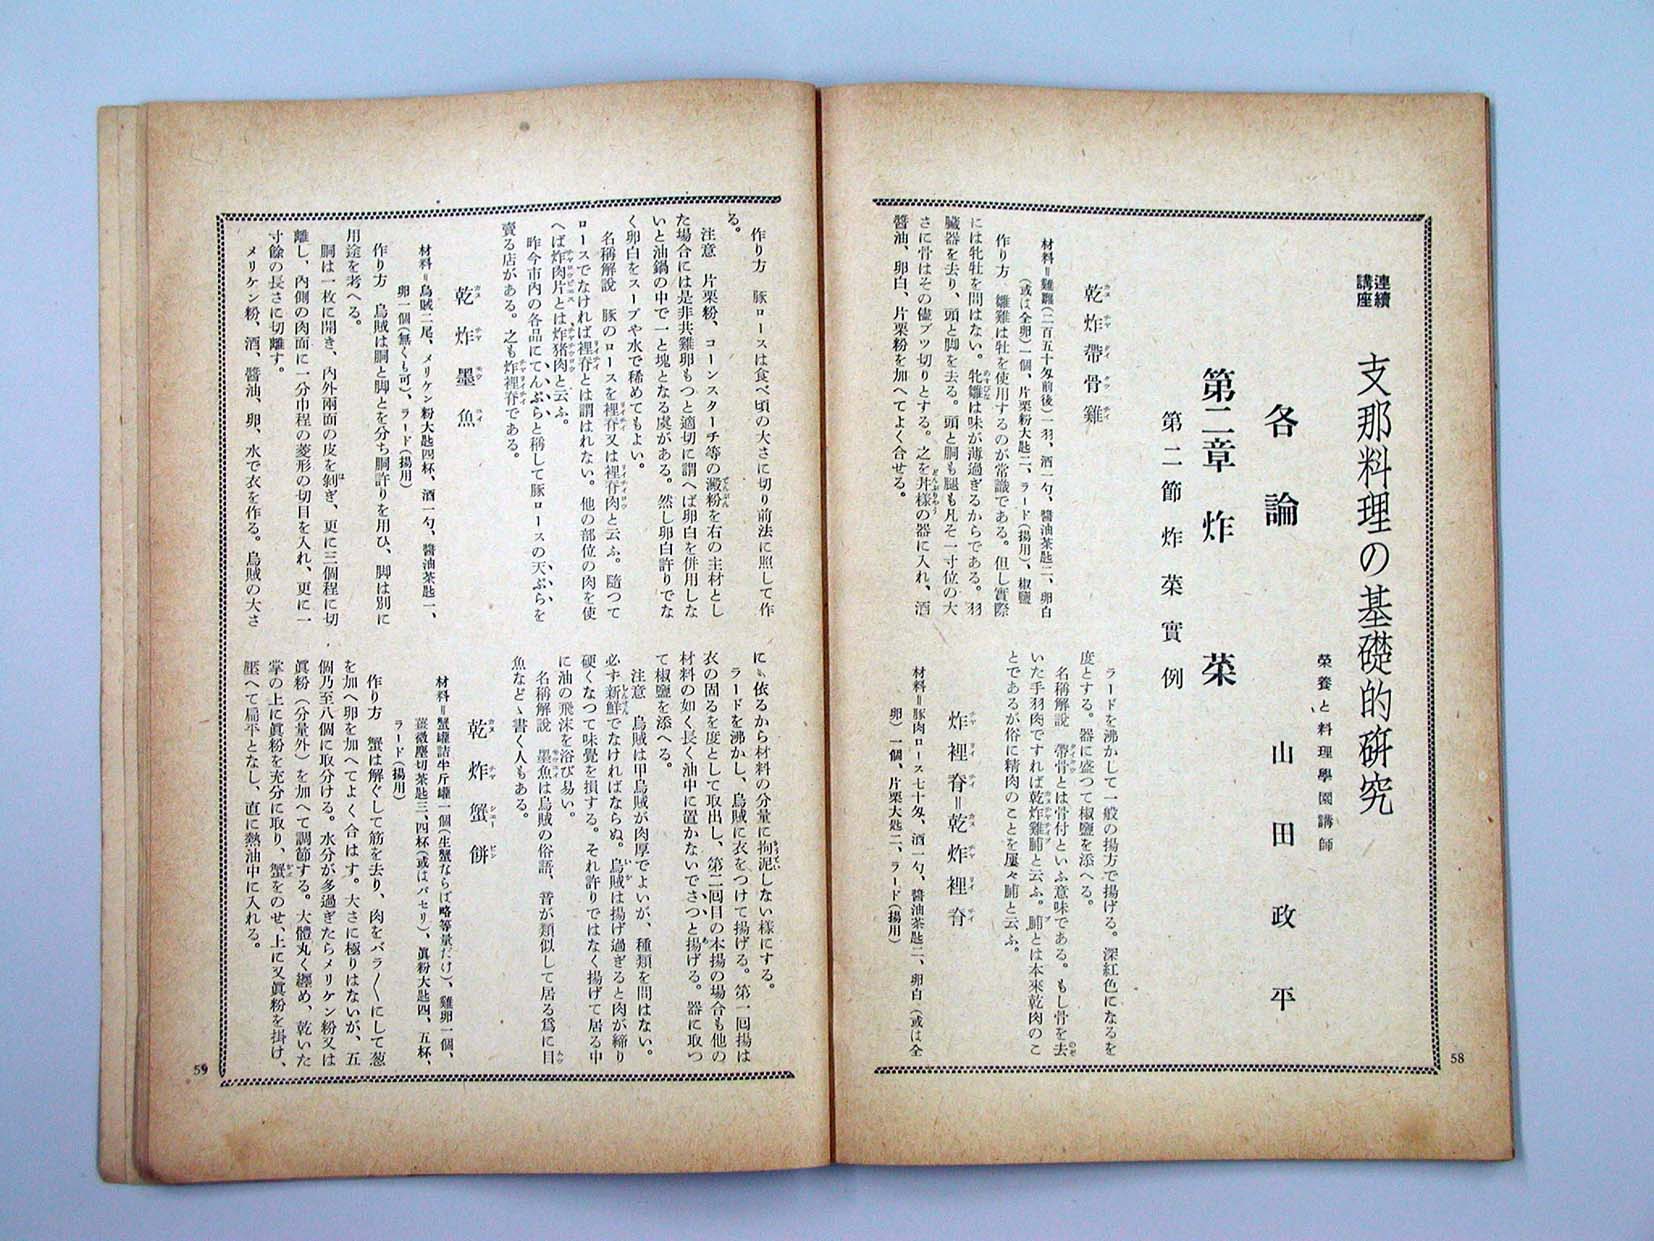 連續
講座
支那料理の基礎的研究
榮養と料理學園講師
山田政平
各論
第二章 炸菜
第二節 炸菜實例
乾炸帶骨雞
材料＝雞雛(二百五十匁前後)一羽、酒一勺、醬油茶匙二、卵白
(或は全卵)一個、片栗粉大匙二、ラード(揚用)、椒鹽
作り方 雛雞は牡を使用するのが常識である。但し實際
には牝牡を問はない。牝雛は味が薄過ぎるからである。羽
臓器を去り、頭と脚を去る。頭と胴も腿も凡そ一寸位の大
さに骨はその儘ブツ切りとする。之を丼樣の器に入れ、酒
醬油、卵白、片栗粉を加へてよく合せる。
ラードを沸かして一般の揚方で揚げる。深紅色になるを
度とする。器に盛つて椒鹽を添へる。
名稱解說 帶骨とは骨付といふ意味である。もし骨を去
いた手羽肉ですれば乾炸雞脯と云ふ。脯とは本來乾肉のこ
とであるが俗に精肉のことを屢々脯と云ふ。
炸裡脊＝乾炸裡脊
材料＝豚肉ロース七十匁、酒一勺、醬油茶匙二、卵白(或は全
卵)一個、片栗大匙二、ラード(揚用)
58
作り方 豚ロースは食べ頃の大さに切り前法に照して作
る。
注意 片栗粉、コーンスターチ等の澱粉を右の主材とし
た場合には是非共雞卵もつと適切に謂へば卵白を併用しな
いと油鍋の中で一と塊となる虞がある。然し卵白許りでな
く卵白をスープや水で稀めてもよい。
名稱解說 豚のロースを裡脊又は裡脊肉と云ふ。隨つて
ロースでなければ裡脊とは謂はれない。他の部位の肉を使
へば炸肉片とは、炸猪肉と云ふ。
昨今市内の各品にてんぷらと稱して豚ロースの天ぷらを
賣る店がある。之も炸裡脊である。
乾炸墨魚
材料＝烏賊二尾、メリケン粉大匙四杯、酒一勺、醬油茶匙一、
卵一個(無くも可)、ラード(揚用)
作り方 烏賊は胴と脚とを分ち胴許りを用ひ、脚は別に
用途を考へる。
胴は一枚に開き、内外兩面の皮を剝ぎ、更に三個程に切
離し、内側の肉面に一分巾程の菱形の切目を入れ、更に一
寸餘の長さに切離す。
メリケン粉、酒、醬油、卵、水で衣を作る。烏賊の大さ
に依るから材料の分量に拘泥しない樣にする。
ラードを沸かし、烏賊に衣をつけて揚げる。第一回揚は
衣の固るを度として取出し、第二回目の本揚の場合も他の
材料の如く長く油中に置かないでさつと揚げる。器に取つ
て椒鹽を添へる。
注意 烏賊は甲烏賊が肉厚でよいが、種類を問はない。
必ず新鮮でなければならぬ。烏賊は揚げ過ぎると肉が締り
硬くなつて味覺を損する。それ許りではなく揚げて居る中
に油の飛沫を浴び易い。
名稱解說 墨魚は烏賊の俗語、音が類似して居る爲に目
魚などゝ書く人もある。
乾炸蟹餅
材料＝蟹罐詰半斤罐一個(生蟹ならば略等量だけ)、雞卵一個、
薑微塵切茶匙三、四杯(或はパセリ)、眞粉大匙四、五杯、
ラード(揚用)
作り方 蟹は解ぐして筋を去り、肉をバラ〳〵にして葱
を加へ卵を加へてよく合はす。大さに極りはないが、五
個乃至八個に取分ける。水分が多過ぎたらメリケン粉又は
眞粉(分量外)を加へて調節する。大體丸く纏め、乾いた
掌の上に眞粉を充分に取り、蟹をのせ、上に又眞粉を掛け、
壓へて扁平となし、直に熱油中に入れる。
59